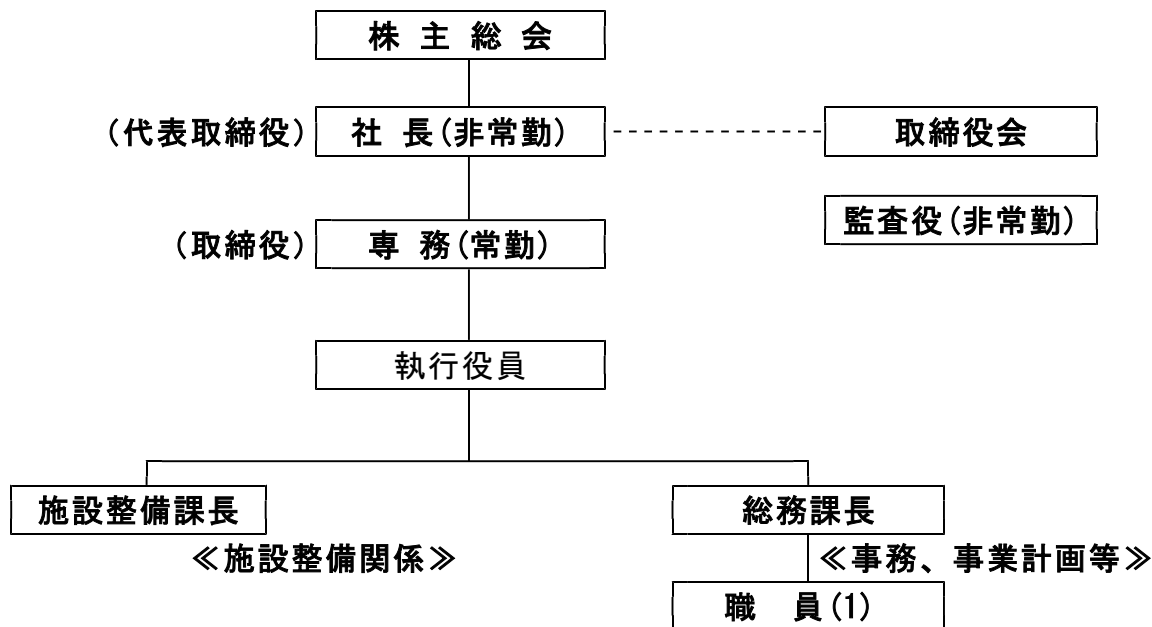 株 主 総 会
(代表取締役) 社 長(非常勤) 取締役会
監査役(非常勤)
(取締役) 専 務(常勤)
執行役員
施設整備課長 総務課長
≪施設整備関係≫ ≪事務、事業計画等≫
職 員(1)